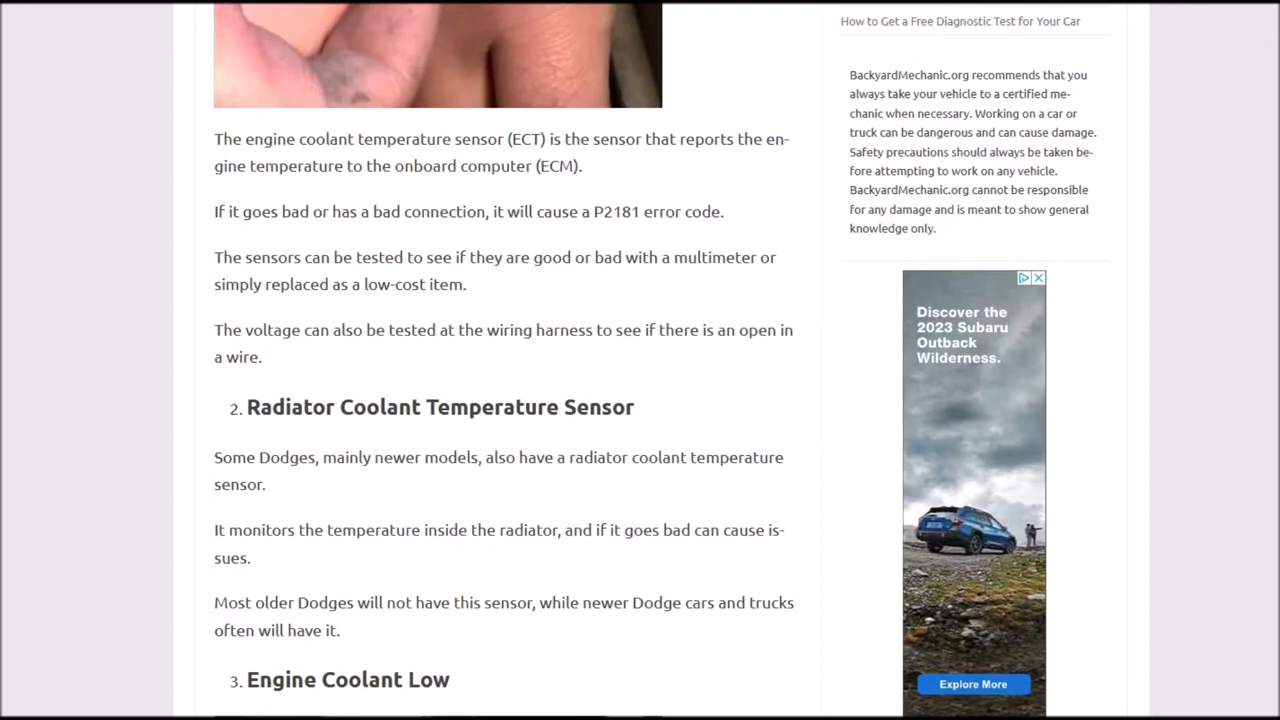 The engine coolant temperature sensor (ECT) is the sensor that reports the en-
gine temperature to the onboard computer (ECM).
If it goes bad or has a bad connection, it will cause a P2181 error code.
The sensors can be tested to see if they are good or bad with a multimeter or
simply replaced as a low-cost item.
The voltage can also be tested at the wiring harness to see if there is an open in
a wire.
2. Radiator Coolant Temperature Sensor
Some Dodges, mainly newer models, also have a radiator coolant temperature
sensor.
It monitors the temperature inside the radiator, and if it goes bad can cause is-
sues.
Most older Dodges will not have this sensor, while newer Dodge cars and trucks
often will have it.
3. Engine Coolant Low
How to Get a Free Diagnostic Test for Your Car
BackyardMechanic.org recommends that you
always take your vehicle to a certified me-
chanic when necessary. Working on a car or
truck can be dangerous and can cause damage.
Safety precautions should always be taken be-
fore attempting to work on any vehicle.
BackyardMechanic.org cannot be responsible
for any damage and is meant to show general
knowledge only.
Discover the
2023 Subaru
Outback
Wilderness.
Explore More